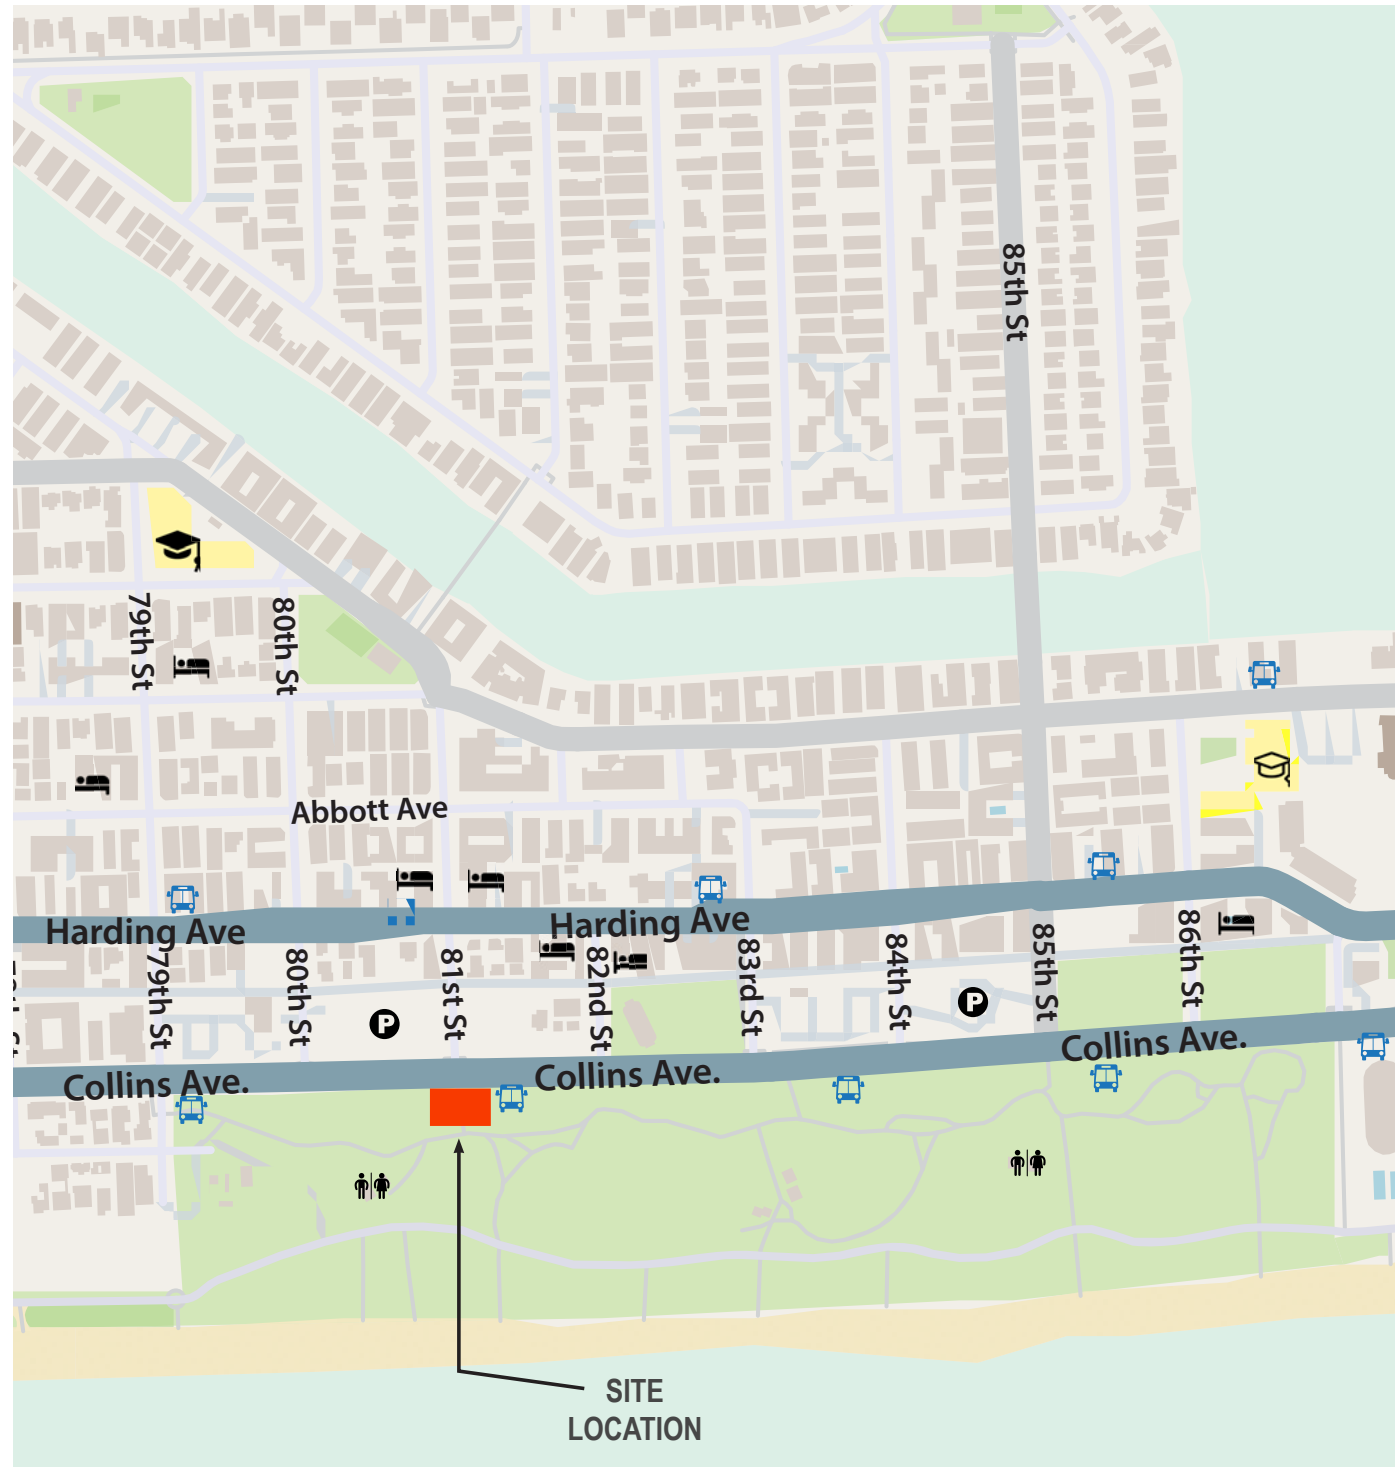 85th St
79th St
80th St
Abbott Ave
Harding Ave
Harding Ave
79th St
80th St
81st St
82nd St
83rd St
84th St
85th St
86th St
P
P
Collins Ave.
Collins Ave.
Collins Ave.
SITE
LOCATION